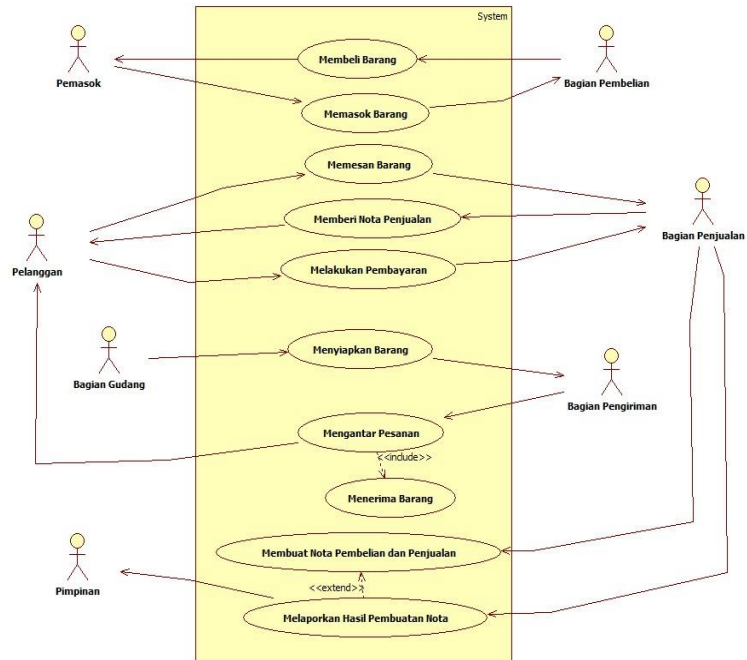 System
Membeli Barang
Pemasok
Bagian Pembelian
Memasok Barang
Memesan Barang
Memberi Nota Penjualan
Bagian Penjualan
Pelanggan
Melakukan Pembayaran
Menyiapkan Barang
Bagian Gudang
Bagian Pengiriman
Mengantar Pesanan
<<include>>
Menerima Barang
Membuat Nota Pembelian dan Penjualan
Pimpinan
<<extend>>
Melaporkan Hasil Pembuatan Nota